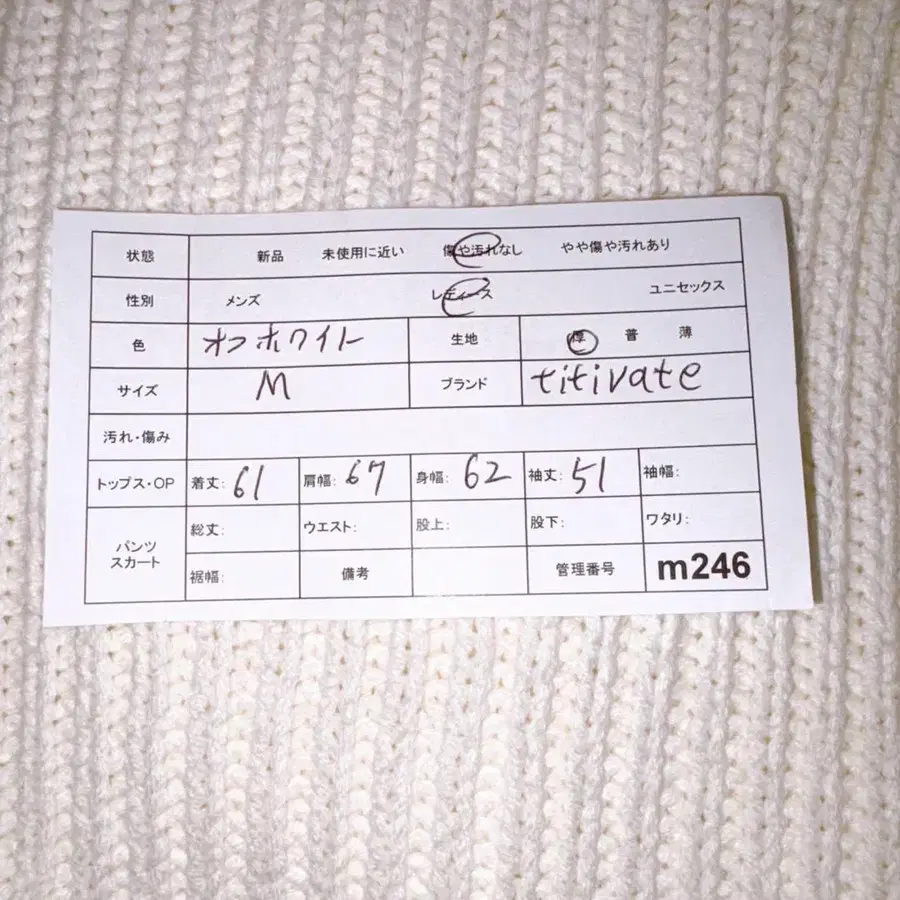 状態 新品 未使用に近い 傷や汚れなし やや傷や汚れあり
性別 メンズ レディース ユニセックス
色 オフホワイト 生地 厚 普 薄
サイズ M ブランド titivate
汚れ・傷み
トップス・OP 着丈: 61 肩幅: 67 身幅: 62 袖丈: 51 袖幅:
パンツ スカート 総丈: ウエスト: 股上: 股下: ワタリ:
裾幅: 備考 管理番号 m246